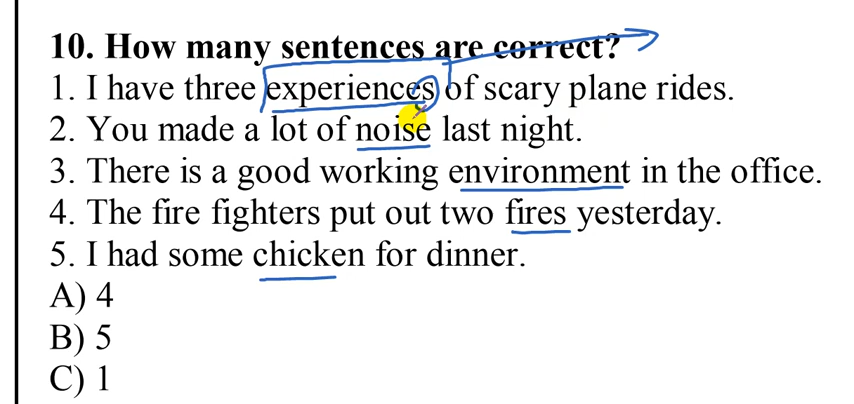 10. How many sentences are correct?
1. I have three experiences of scary plane rides.
2. You made a lot of noise last night.
3. There is a good working environment in the office.
4. The fire fighters put out two fires yesterday.
5. I had some chicken for dinner.
A) 4
B) 5
C) 1